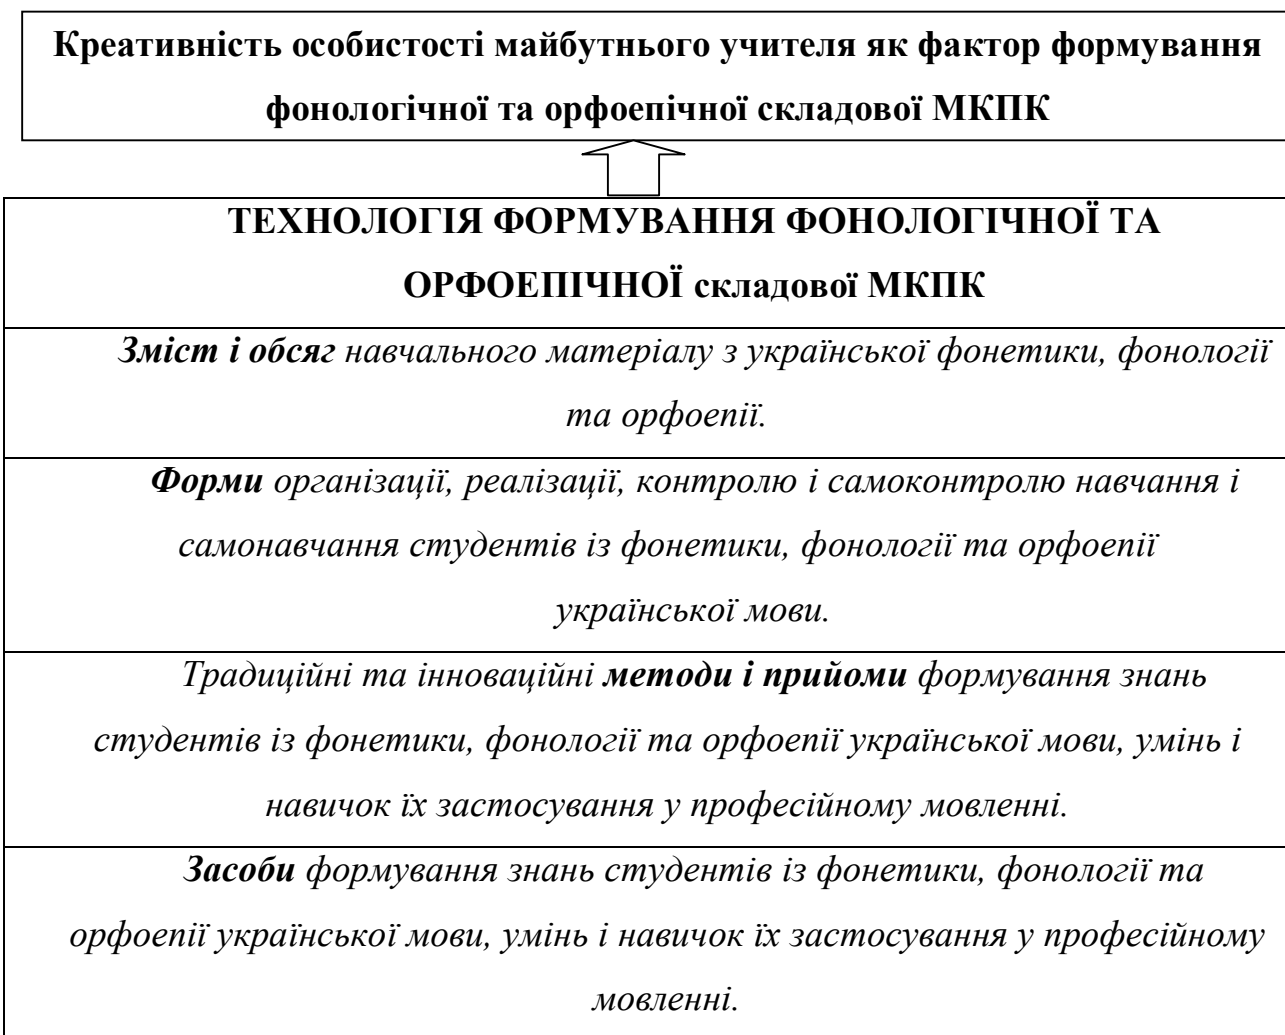 Креативність особистості майбутнього учителя як фактор формування
фонологічної та орфоепічної складової МКПК
ТЕХНОЛОГІЯ ФОРМУВАННЯ ФОНОЛОГІЧНОЇ ТА
ОРФОЕПІЧНОЇ складової МКПК
Зміст і обсяг навчального матеріалу з української фонетики, фонології
та орфоепії.
Форми організації, реалізації, контролю і самоконтролю навчання і
самонавчання студентів із фонетики, фонології та орфоепії
української мови.
Традиційні та інноваційні методи і прийоми формування знань
студентів із фонетики, фонології та орфоепії української мови, умінь і
навичок їх застосування у професійному мовленні.
Засоби формування знань студентів із фонетики, фонології та
орфоепії української мови, умінь і навичок їх застосування у професійному
мовленні.